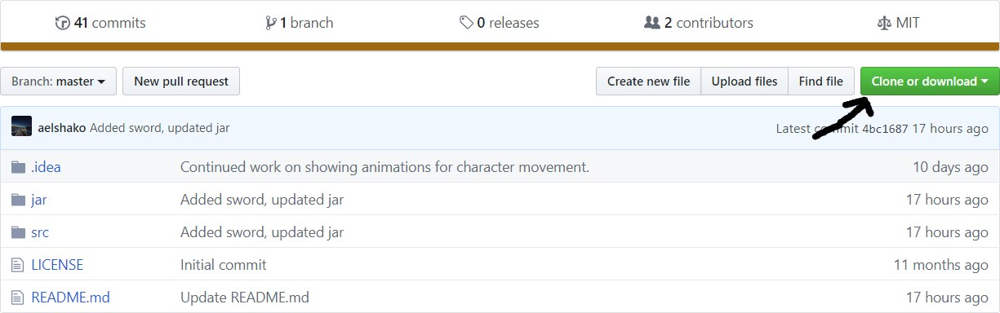 41 commits 1 branch 0 releases 2 contributors MIT
Branch: master New pull request Create new file Upload files Find file Clone or download
aelshako Added sword, updated jar Latest commit 4bc1687 17 hours ago
.idea Continued work on showing animations for character movement. 10 days ago
jar Added sword, updated jar 17 hours ago
src Added sword, updated jar 17 hours ago
LICENSE Initial commit 11 months ago
README.md Update README.md 17 hours ago